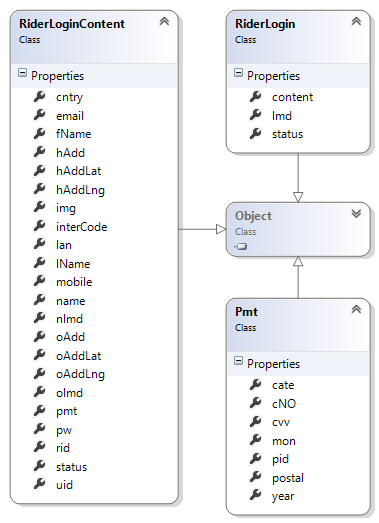 RiderLoginContent
Class
Properties
cntry
email
fName
hAdd
hAddLat
hAddLng
img
interCode
lan
lName
mobile
name
nlmd
oAdd
oAddLat
oAddLng
olmd
pmt
pw
rid
status
uid
RiderLogin
Class
Properties
content
lmd
status
Object
Class
Pmt
Class
Properties
cate
cNO
cvv
mon
pid
postal
year